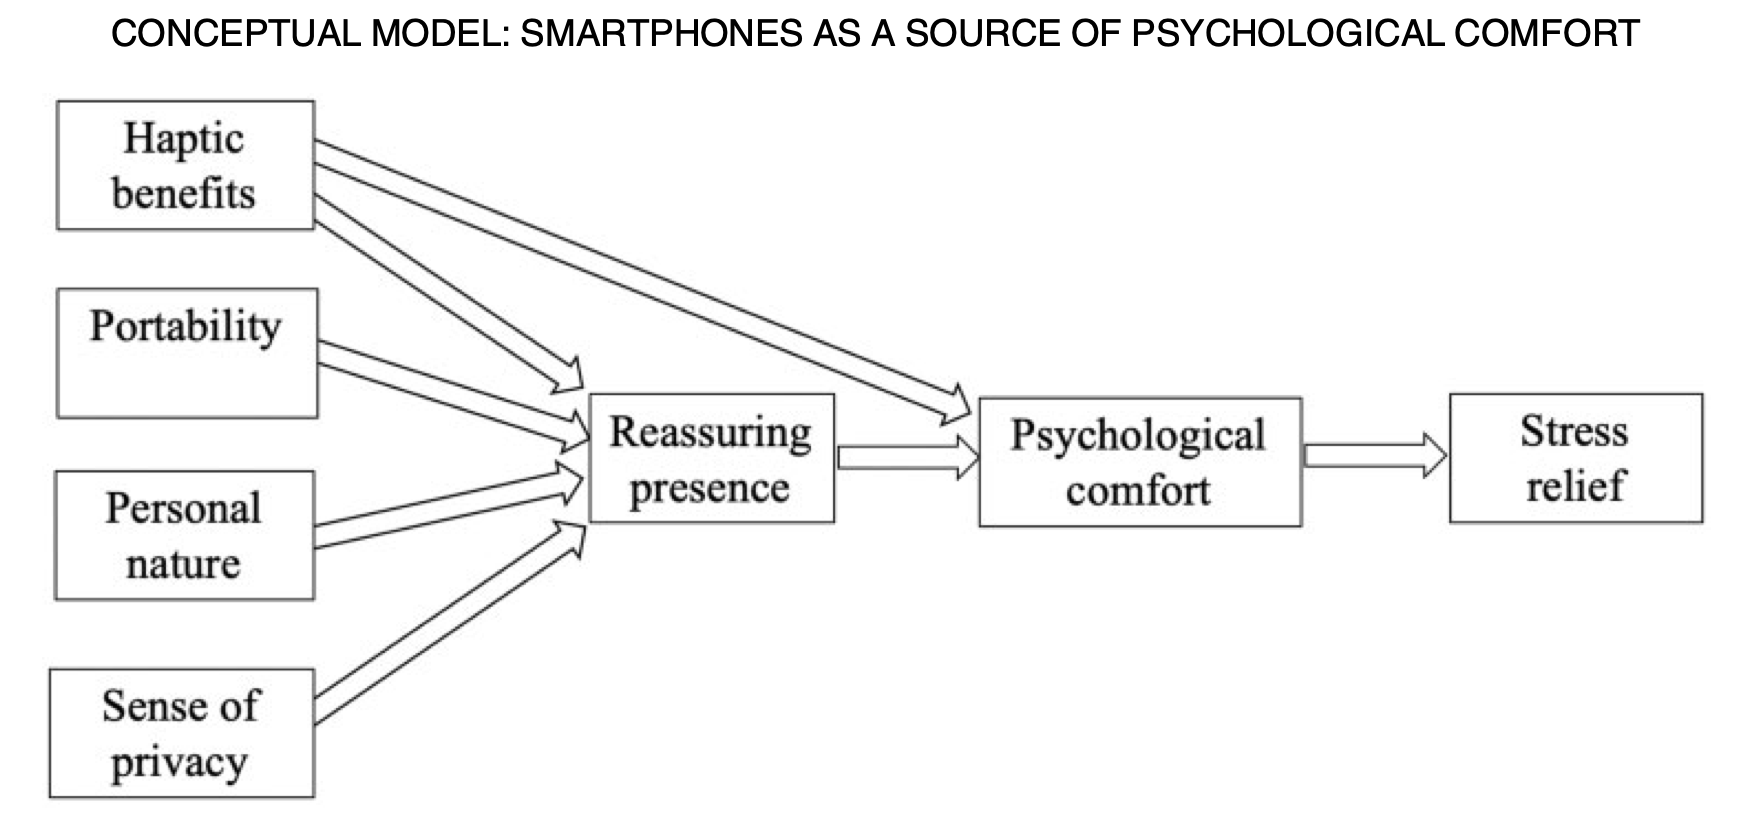 CONCEPTUAL MODEL: SMARTPHONES AS A SOURCE OF PSYCHOLOGICAL COMFORT
Haptic
benefits
Portability
Personal
nature
Sense of
privacy
Reassuring
presence
Psychological
comfort
Stress
relief